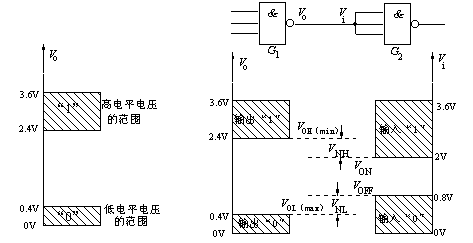 & Vo Vi &
G1 G2
Vo Vo Vi
3.6V 3.6V 3.6V
“1” 高电平电压 输出“1” 输入“1”
的范围 VOH(min)
2.4V 2.4V
VNH 2V
VON
VOFF
0.8V
0.4V 低电平电压 VOL(max) VNL
0.4V
“0” 的范围 输出“0” 输入“0”
0V 0V 0V